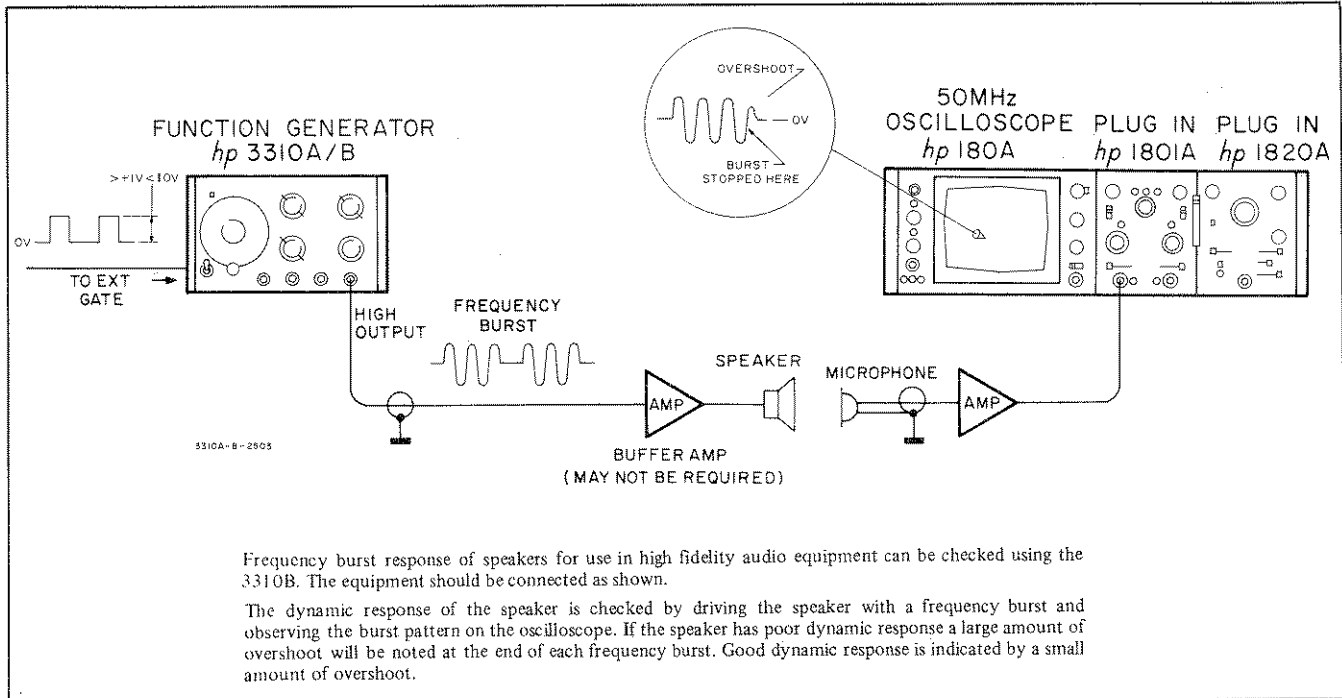 OVERSHOOT
0V
BURST
STOPPED HERE
FUNCTION GENERATOR
hp 3310A/B
50MHz
OSCILLOSCOPE
hp 180A
PLUG IN
hp 1801A
PLUG IN
hp 1820A
>+1V<10V
0V
TO EXT
GATE
HIGH
OUTPUT
FREQUENCY
BURST
SPEAKER
MICROPHONE
AMP
AMP
3310A-B-2503
BUFFER AMP
(MAY NOT BE REQUIRED)
Frequency burst response of speakers for use in high fidelity audio equipment can be checked using the
3310B. The equipment should be connected as shown.
The dynamic response of the speaker is checked by driving the speaker with a frequency burst and
observing the burst pattern on the oscilloscope. If the speaker has poor dynamic response a large amount of
overshoot will be noted at the end of each frequency burst. Good dynamic response is indicated by a small
amount of overshoot.